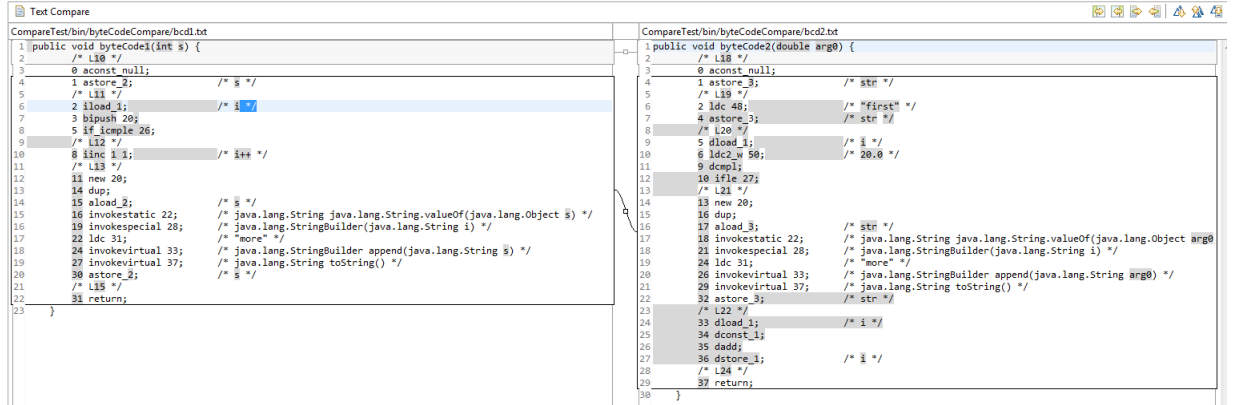 Text Compare
CompareTest/bin/byteCodeCompare/bcd1.txt
1 public void byteCode1(int s) {
2 /* L10 */
3 0 aconst_null;
4 1 astore_2; /* s */
5 /* L11 */
6 2 iload_1; /* i */
7 3 bipush 20;
8 5 if_icmple 26;
9 /* L12 */
10 8 iinc 1 1; /* i++ */
11 /* L13 */
12 11 new 20;
13 14 dup;
14 15 aload_2; /* s */
15 16 invokestatic 22; /* java.lang.String java.lang.String.valueOf(java.lang.Object s) */
16 19 invokespecial 28; /* java.lang.StringBuilder(java.lang.String i) */
17 22 ldc 31; /* "more" */
18 24 invokevirtual 33; /* java.lang.StringBuilder append(java.lang.String s) */
19 27 invokevirtual 37; /* java.lang.String toString() */
20 30 astore_2; /* s */
21 /* L15 */
22 31 return;
23 }
CompareTest/bin/byteCodeCompare/bcd2.txt
1 public void byteCode2(double arg0) {
2 /* L18 */
3 0 aconst_null;
4 1 astore_3; /* str */
5 /* L19 */
6 2 ldc 48; /* "first" */
7 4 astore_3; /* str */
8 /* L20 */
9 5 dload_1; /* i */
10 6 ldc2_w 50; /* 20.0 */
11 9 dcmpl;
12 10 ifle 27;
13 /* L21 */
14 13 new 20;
15 16 dup;
16 17 aload_3; /* str */
17 18 invokestatic 22; /* java.lang.String java.lang.String.valueOf(java.lang.Object arg0
18 21 invokespecial 28; /* java.lang.StringBuilder(java.lang.String i) */
19 24 ldc 31; /* "more" */
20 26 invokevirtual 33; /* java.lang.StringBuilder append(java.lang.String arg0) */
21 29 invokevirtual 37; /* java.lang.String toString() */
22 32 astore_3; /* str */
23 /* L22 */
24 33 dload_1; /* i */
25 34 dconst_1;
26 35 dadd;
27 36 dstore_1; /* i */
28 /* L24 */
29 37 return;
30 }